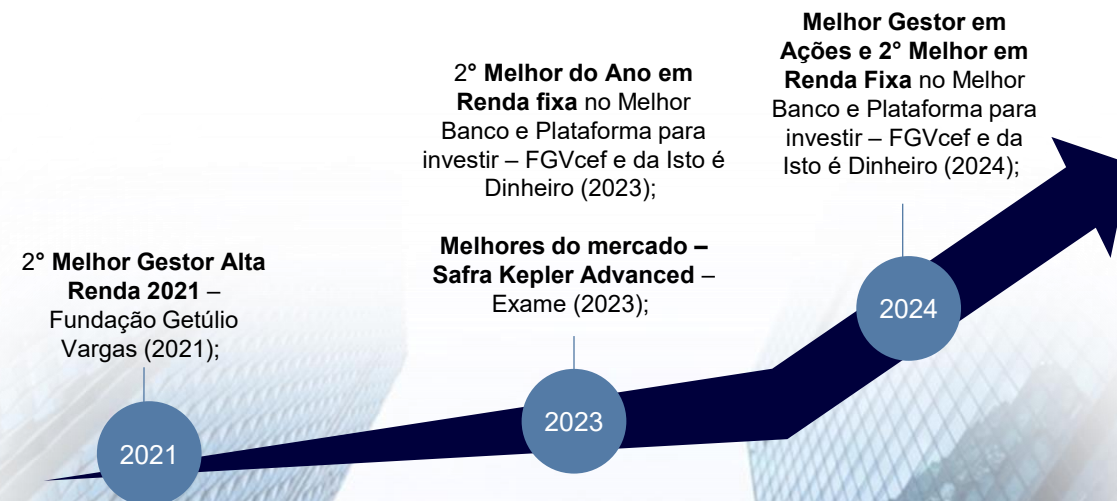 2° Melhor Gestor Alta
Renda 2021 –
Fundação Getúlio
Vargas (2021);
2021
2° Melhor do Ano em
Renda fixa no Melhor
Banco e Plataforma para
investir – FGVcef e da Isto é
Dinheiro (2023);
Melhores do mercado –
Safra Kepler Advanced –
Exame (2023);
2023
Melhor Gestor em
Ações e 2° Melhor em
Renda Fixa no Melhor
Banco e Plataforma para
investir – FGVcef e da
Isto é Dinheiro (2024);
2024